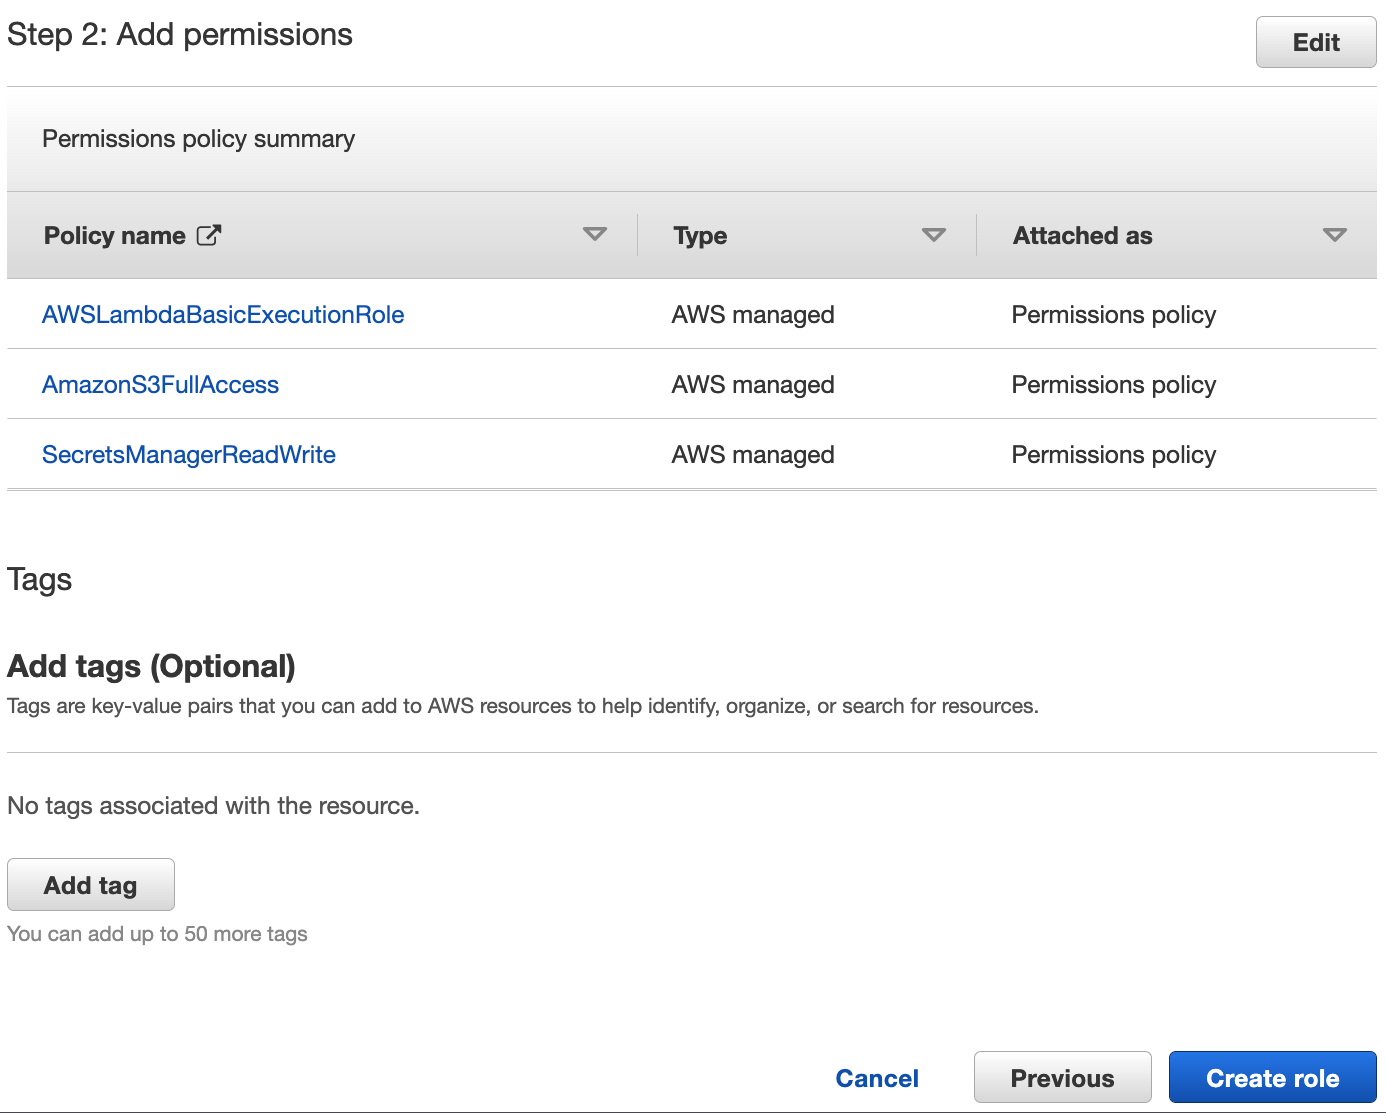 Step 2: Add permissions
Edit
Permissions policy summary
Policy name Type Attached as
AWSLambdaBasicExecutionRole AWS managed Permissions policy
AmazonS3FullAccess AWS managed Permissions policy
SecretsManagerReadWrite AWS managed Permissions policy
Tags
Add tags (Optional)
Tags are key-value pairs that you can add to AWS resources to help identify, organize, or search for resources.
No tags associated with the resource.
Add tag
You can add up to 50 more tags
Cancel Previous Create role